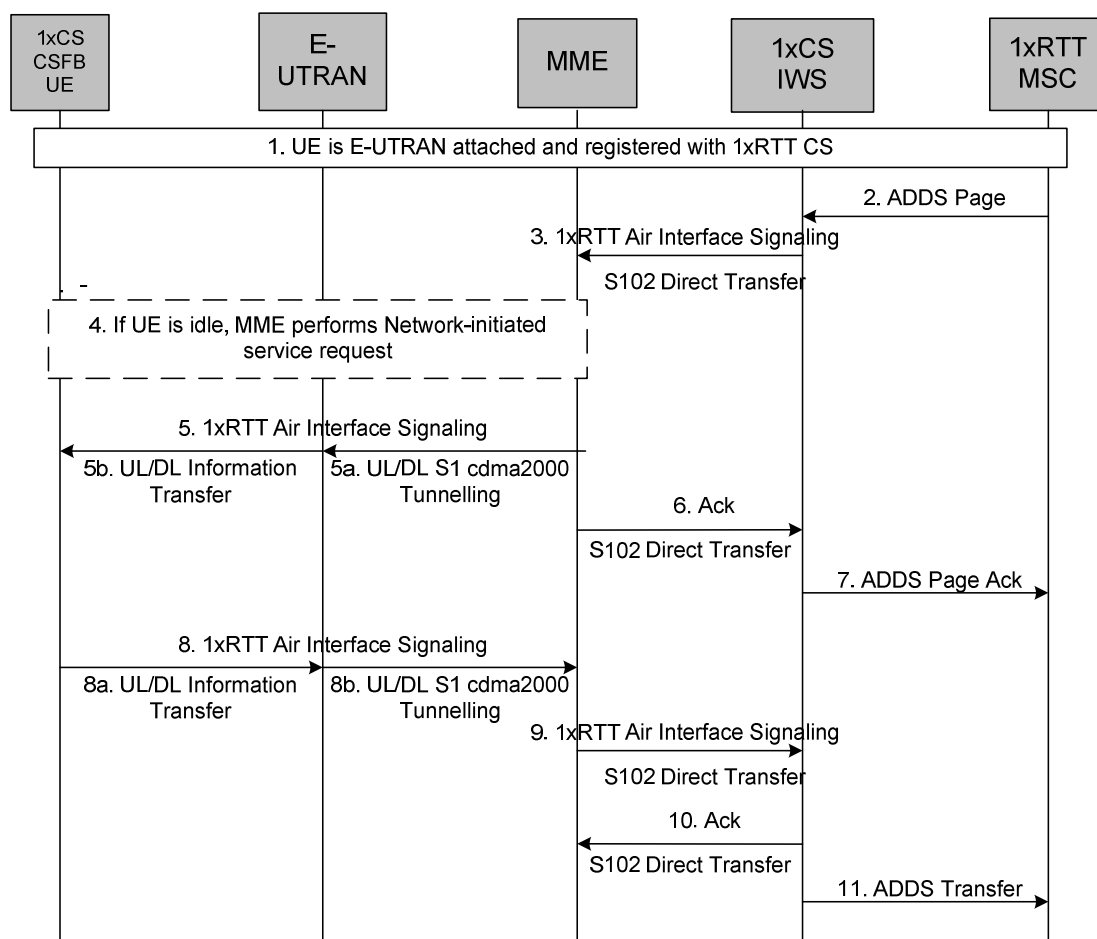 1xCS
CSFB
UE
E-
UTRAN
MME
1xCS
IWS
1xRTT
MSC
1. UE is E-UTRAN attached and registered with 1xRTT CS
2. ADDS Page
3. 1xRTT Air Interface Signaling
S102 Direct Transfer
4. If UE is idle, MME performs Network-initiated
service request
5. 1xRTT Air Interface Signaling
5b. UL/DL Information
Transfer
5a. UL/DL S1 cdma2000
Tunnelling
6. Ack
S102 Direct Transfer
7. ADDS Page Ack
8. 1xRTT Air Interface Signaling
8a. UL/DL Information
Transfer
8b. UL/DL S1 cdma2000
Tunnelling
9. 1xRTT Air Interface Signaling
S102 Direct Transfer
10. Ack
S102 Direct Transfer
11. ADDS Transfer